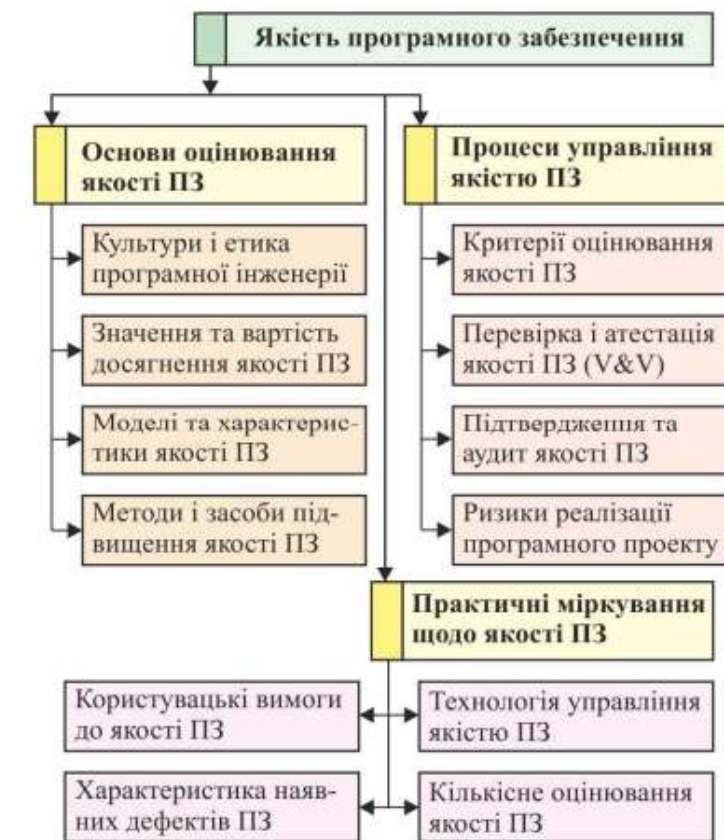 Якість програмного забезпечення
Основи оцінювання
якості ПЗ
Культури і етика
програмної інженерії
Значення та вартість
досягнення якості ПЗ
Моделі та характерис-
тики якості ПЗ
Методи і засоби під-
вищення якості ПЗ
Процеси управління
якістю ПЗ
Критерії оцінювання
якості ПЗ
Перевірка і атестація
якості ПЗ (V&V)
Підтвердження та
аудит якості ПЗ
Ризики реалізації
програмного проекту
Практичні міркування
щодо якості ПЗ
Користувацькі вимоги
до якості ПЗ
Технологія управління
якістю ПЗ
Характеристика наяв-
них дефектів ПЗ
Кількісне оцінювання
якості ПЗ